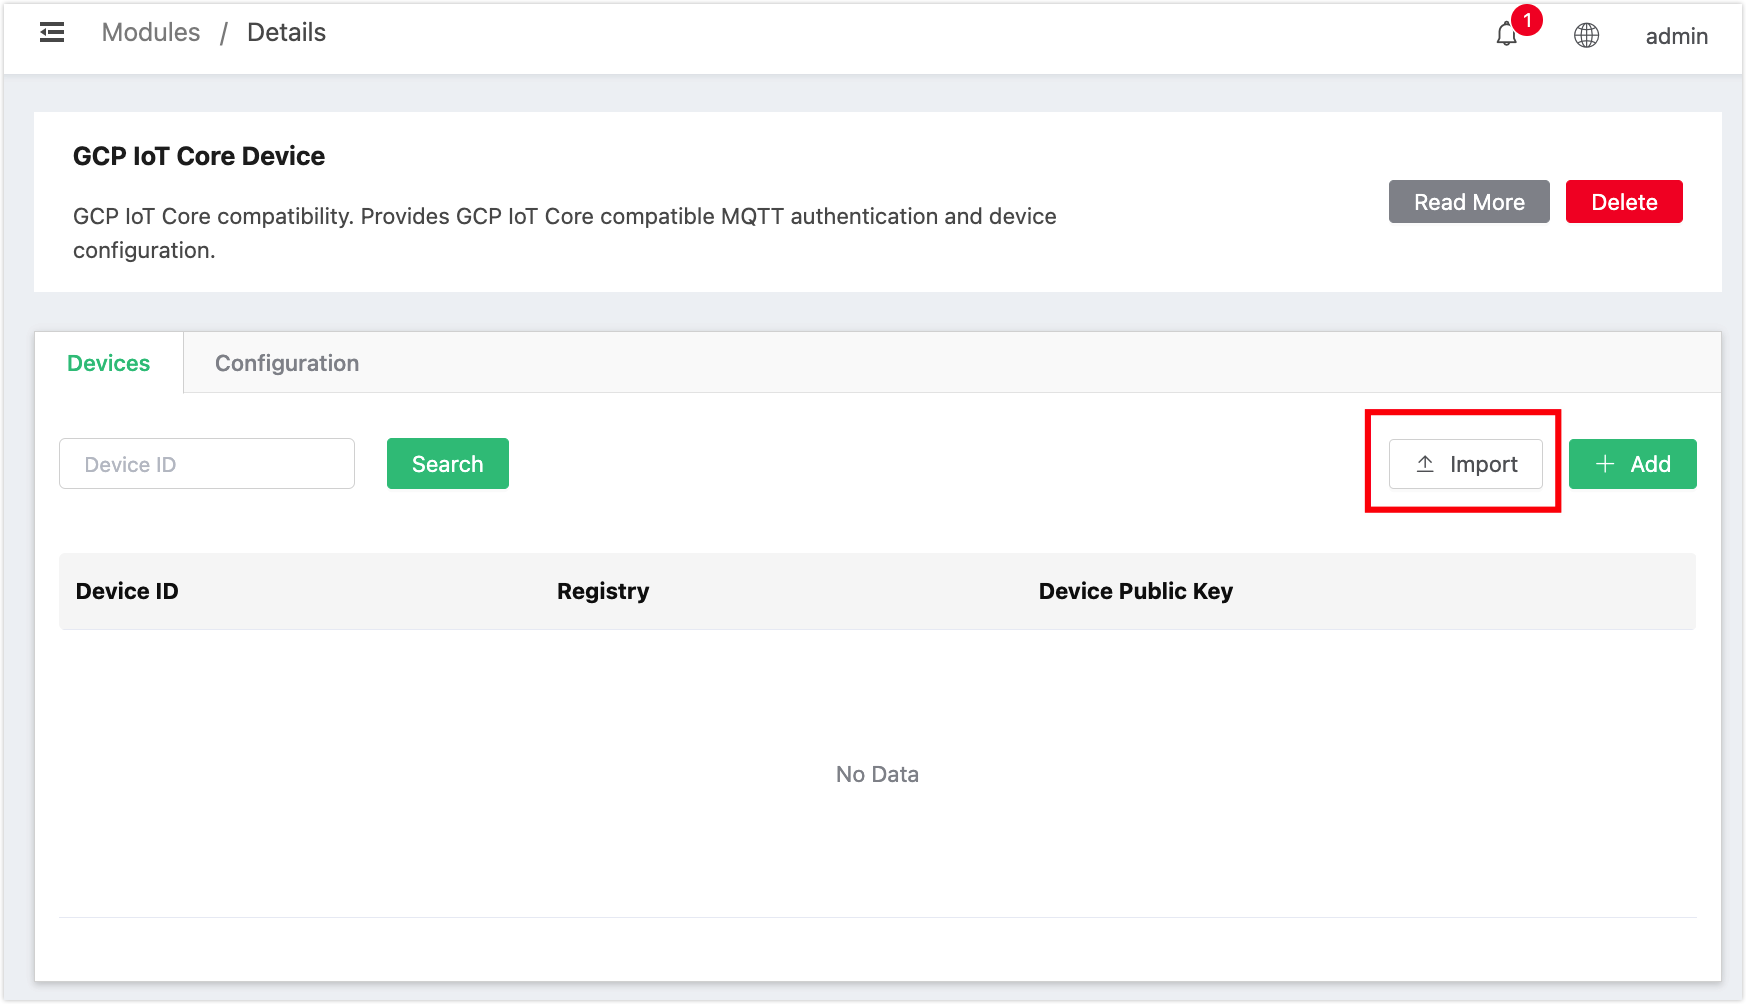 Modules / Details
1
admin
GCP IoT Core Device
GCP IoT Core compatibility. Provides GCP IoT Core compatible MQTT authentication and device
configuration.
Read More
Delete
Devices
Configuration
Device ID
Search
Import
Add
Device ID
Registry
Device Public Key
No Data